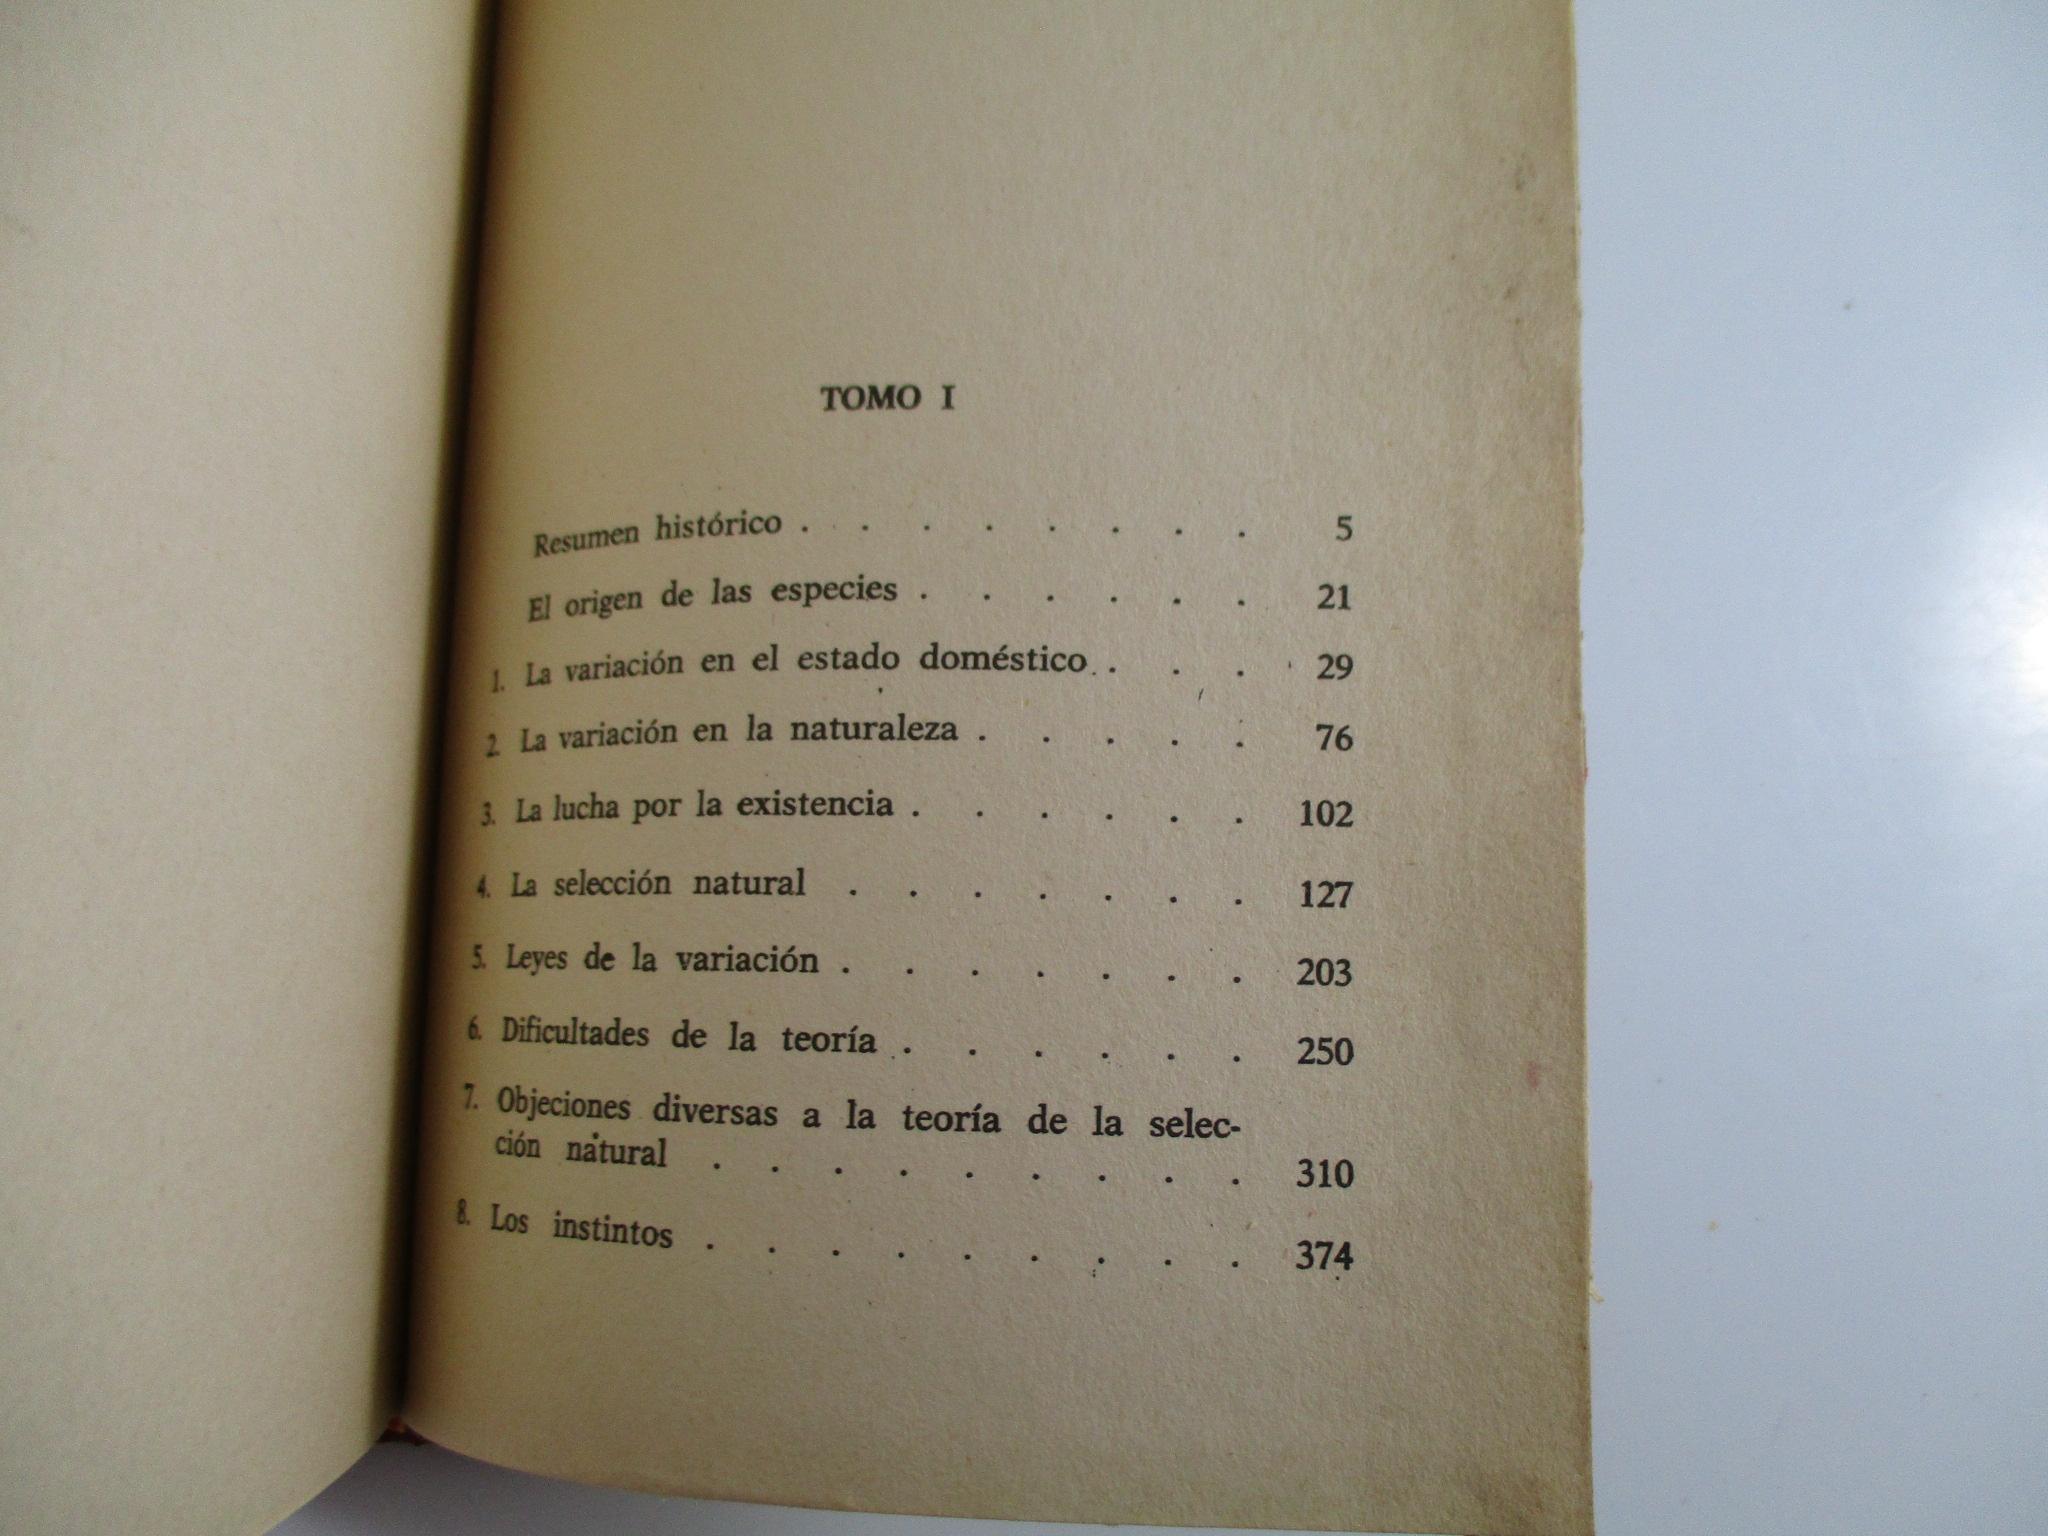 TOMO I
Resumen histórico . . . . . . . . 5
El origen de las especies . . . . . . 21
1. La variación en el estado doméstico . . . 29
2. La variación en la naturaleza . . . . . 76
3. La lucha por la existencia . . . . . . 102
4. La selección natural . . . . . . . 127
5. Leyes de la variación . . . . . . . 203
6. Dificultades de la teoría . . . . . . 250
7. Objeciones diversas a la teoría de la selec-
ción natural . . . . . . . . . 310
8. Los instintos . . . . . . . . . 374